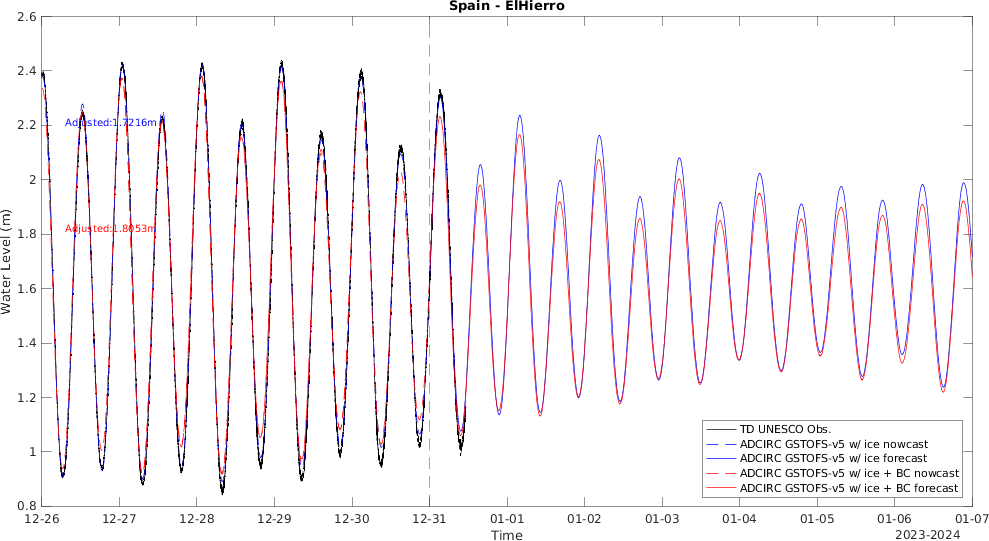 Spain - ElHierro
2.6
2.4
2.2
2
1.8
1.6
1.4
1.2
1
0.8
Water Level (m)
Adjusted:1.7216m
Adjusted:1.8053m
TD UNESCO Obs.
ADCIRC GSTOFS-v5 w/ ice nowcast
ADCIRC GSTOFS-v5 w/ ice forecast
ADCIRC GSTOFS-v5 w/ ice + BC nowcast
ADCIRC GSTOFS-v5 w/ ice + BC forecast
12-26 12-27 12-28 12-29 12-30 12-31 01-01 01-02 01-03 01-04 01-05 01-06 01-07
Time
2023-2024